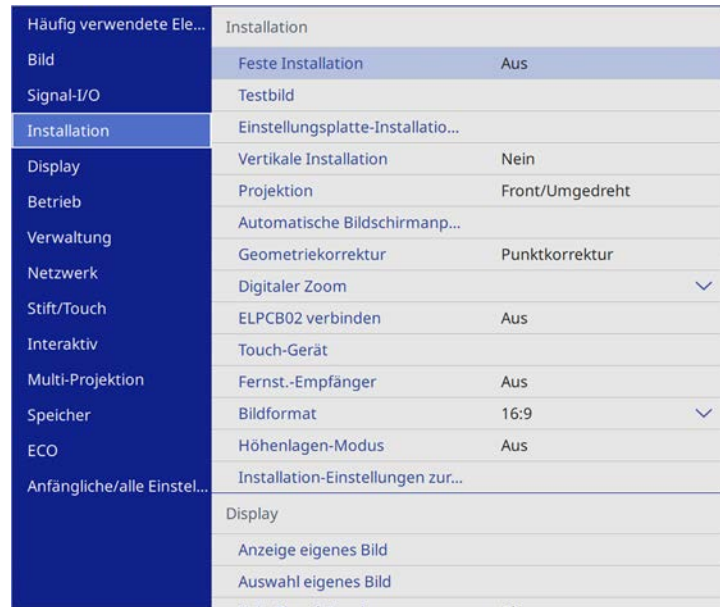 Häufig verwendete Ele...
Bild
Signal-I/O
Installation
Display
Betrieb
Verwaltung
Netzwerk
Stift/Touch
Interaktiv
Multi-Projektion
Speicher
ECO
Anfängliche/alle Einstel...
Installation
Feste Installation Aus
Testbild
Einstellungsplatte-Installatio...
Vertikale Installation Nein
Projektion Front/Umgedreht
Automatische Bildschirmanp...
Geometriekorrektur Punktkorrektur
Digitaler Zoom
ELPCB02 verbinden Aus
Touch-Gerät
Fernst.-Empfänger Aus
Bildformat 16:9
Höhenlagen-Modus Aus
Installation-Einstellungen zur...
Display
Anzeige eigenes Bild
Auswahl eigenes Bild